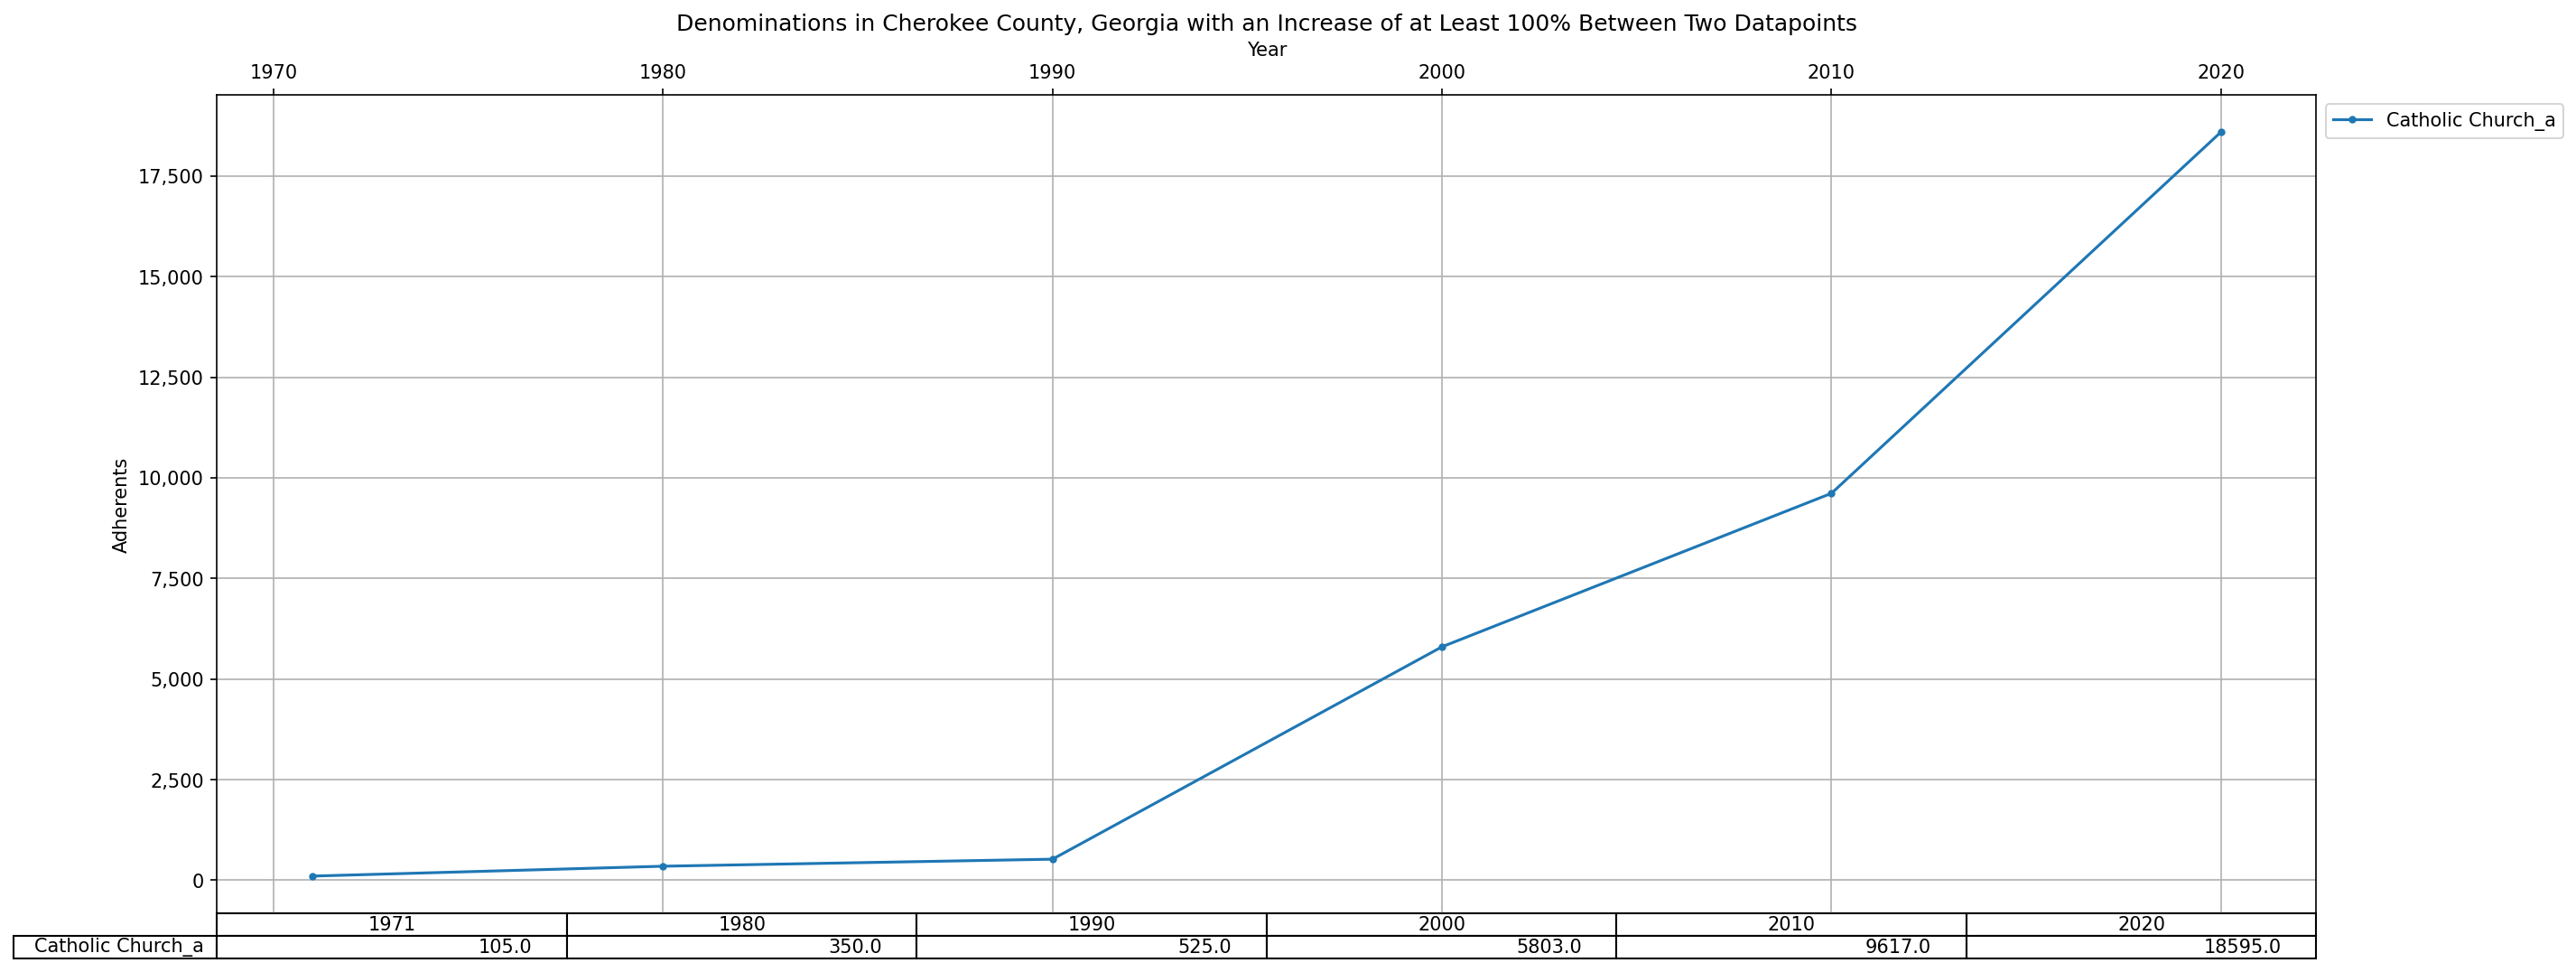 Denominations in Cherokee County, Georgia with an Increase of at Least 100% Between Two Datapoints
Year
1970 1980 1990 2000 2010 2020
Catholic Church_a
17,500
15,000
12,500
10,000
Adherents
7,500
5,000
2,500
0
1971 1980 1990 2000 2010 2020
Catholic Church_a 105.0 350.0 525.0 5803.0 9617.0 18595.0